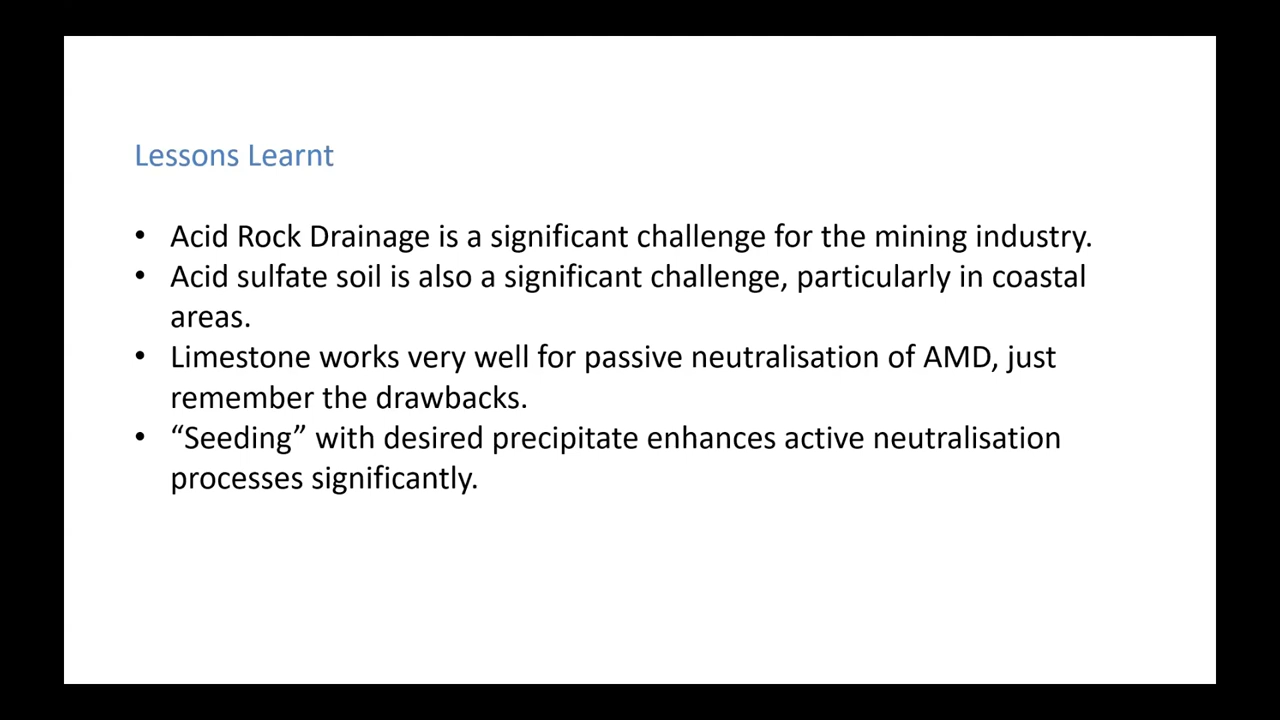 Lessons Learnt
• Acid Rock Drainage is a significant challenge for the mining industry.
• Acid sulfate soil is also a significant challenge, particularly in coastal
areas.
• Limestone works very well for passive neutralisation of AMD, just
remember the drawbacks.
• “Seeding” with desired precipitate enhances active neutralisation
processes significantly.